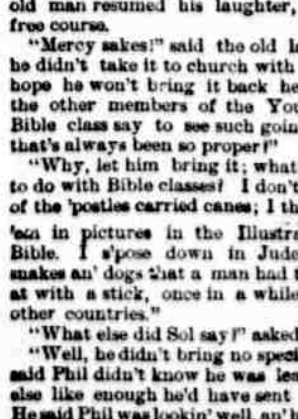 old man resumed his laughter,
free course.
"Mercy sakes!" said the old l
he didn't take it to church with
hope he won't bring it back he
the other members of the You
Bible class say to see such goin
that's always been so proper?"
"Why, let him bring it; what
to do with Bible classes? I don't
of the 'postles carried canes; I th
'em in pictures in the Illustra
Bible. I s'pose down in Jude
snakes an' dogs that a man had t
at with a stick, once in a while
other countries."
"What else did Sol say?" asked
"Well, he didn't bring no speci
said Phil didn't know he was lea
else like enough he'd have sent
He said Phil was lookin' well, an'